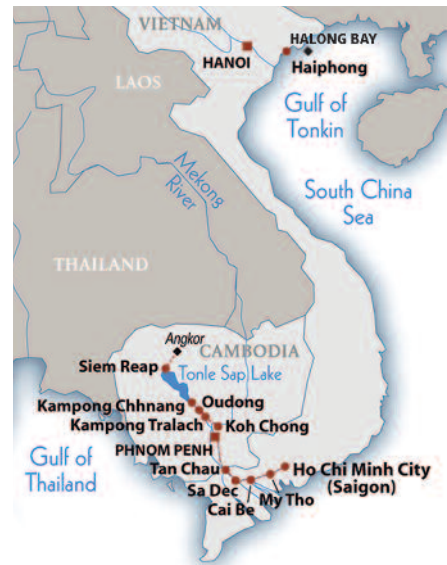 VIETNAM
HALONG BAY
HANOI
Haiphong
LAOS
Gulf of
Tonkin
Mekong
River
South China
Sea
THAILAND
Angkor
CAMBODIA
Siem Reap
Tonle Sap Lake
Kampong Chhnang
Oudong
Kampong Tralach
Koh Chong
PHNOM PENH
Gulf of
Thailand
Tan Chau
Ho Chi Minh City
(Saigon)
Sa Dec
My Tho
Cai Be